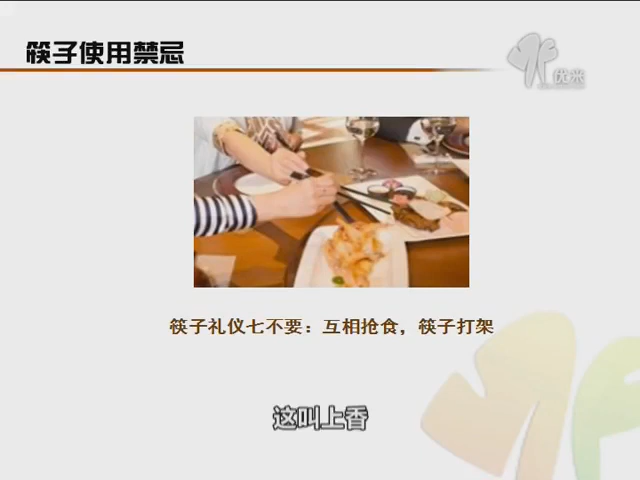 筷子使用禁忌
优米
筷子礼仪七不要：互相抢食，筷子打架
这叫上香